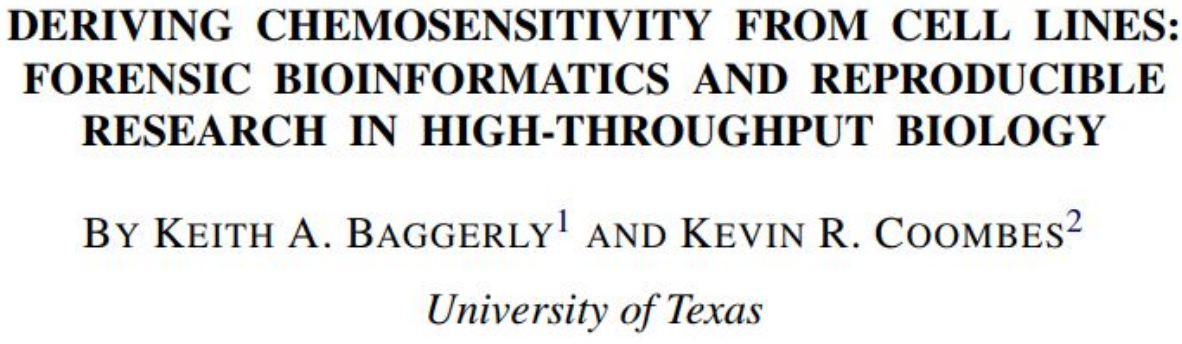 DERIVING CHEMOSENSITIVITY FROM CELL LINES:
FORENSIC BIOINFORMATICS AND REPRODUCIBLE
RESEARCH IN HIGH-THROUGHPUT BIOLOGY
BY KEITH A. BAGGERLY¹ AND KEVIN R. COOMBES²
University of Texas